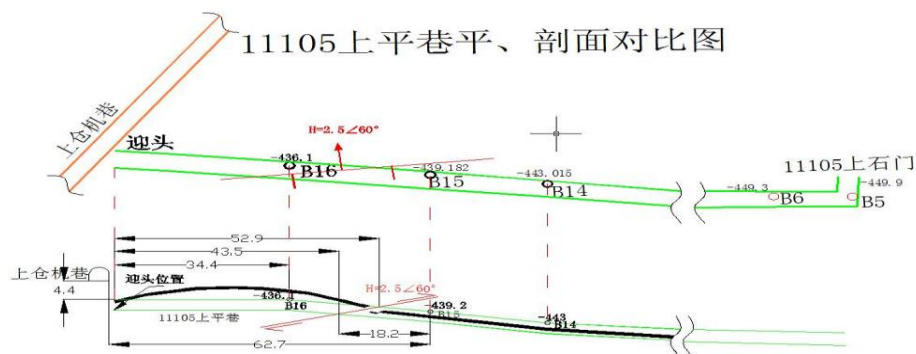 11105上平巷平、剖面对比图
上仓机巷
迎头
H=2.5∠60°
-436.1
B16
-439.182
B15
-443.015
B14
11105上石门
-449.3
B6
-449.9
B5
52.9
43.5
34.4
上仓机巷
4.4
迎头位置
-436.1
B16
H=2.5∠60°
-439.2
B15
-443
B14
11105上平巷
18.2
62.7